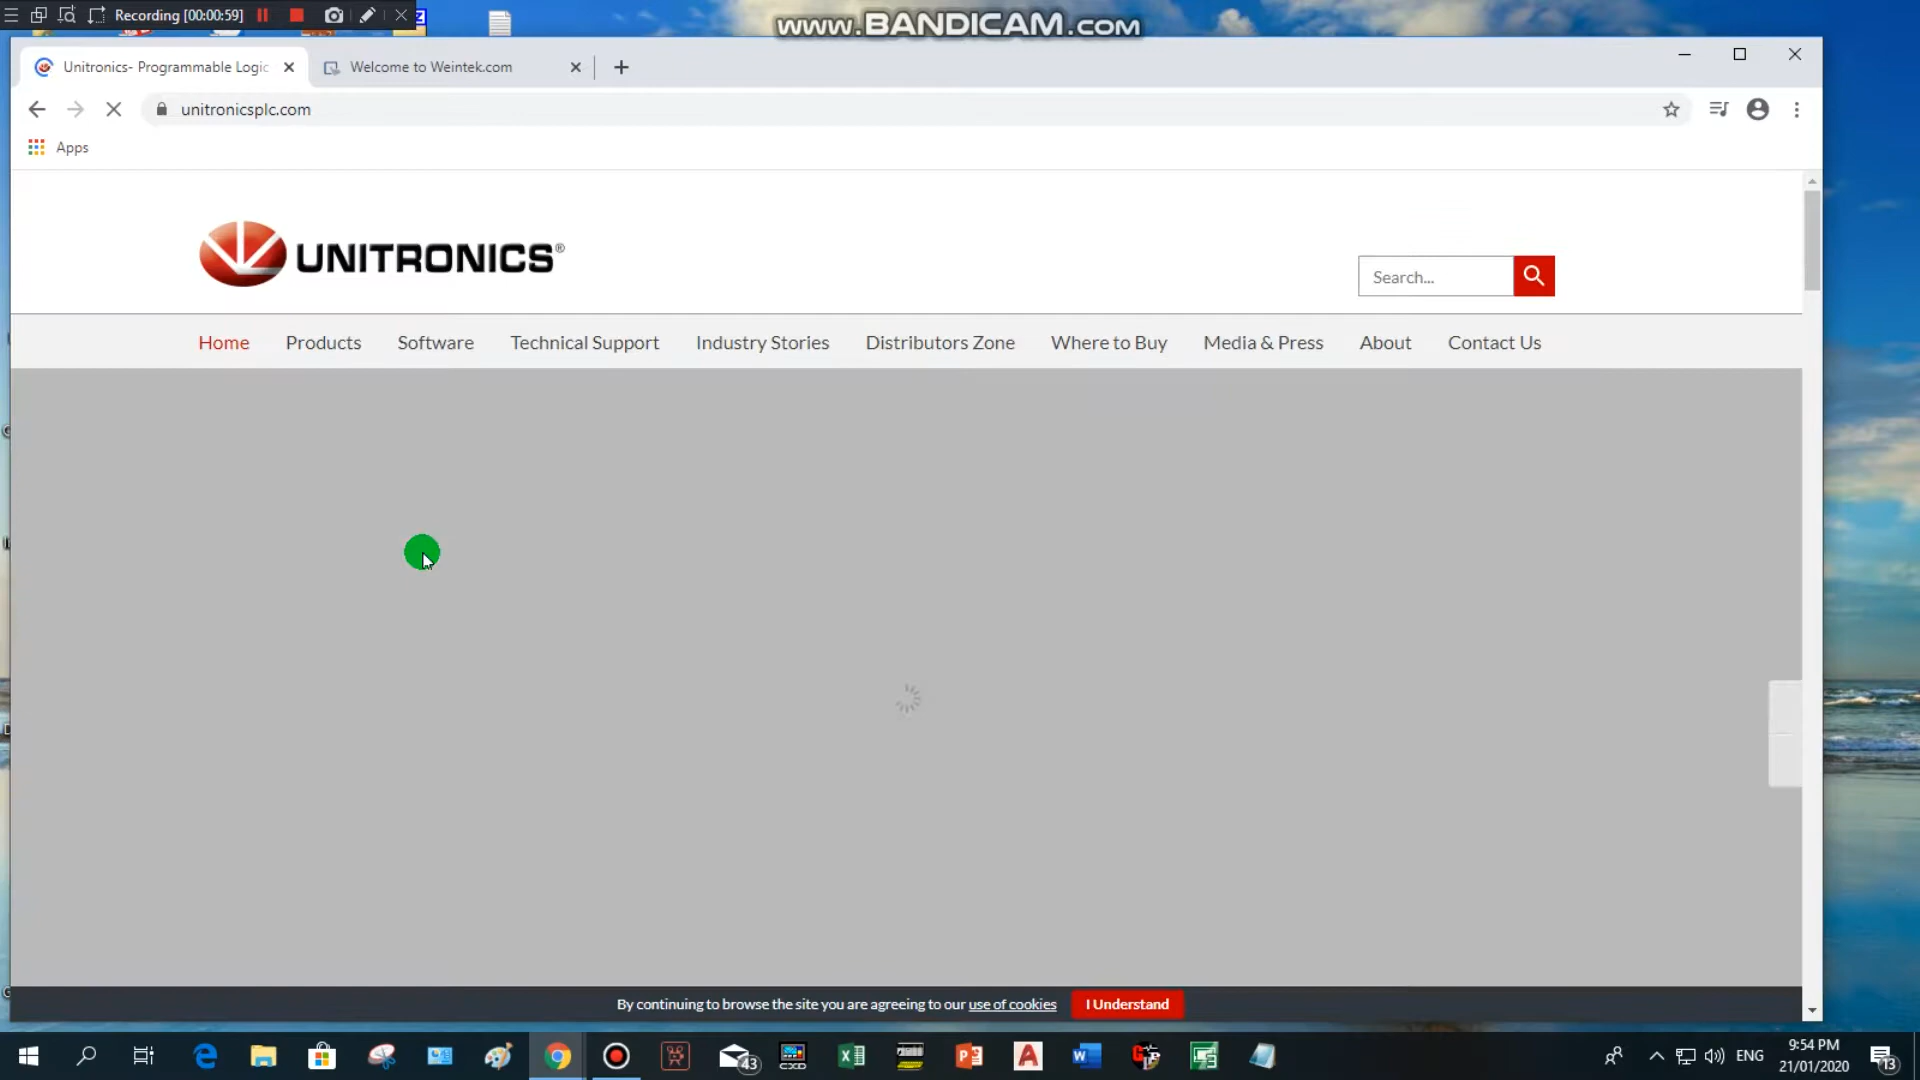 Recording [00:00:59]
www.BANDICAM.com
Unitronics- Programmable Logic
Welcome to Weintek.com
unitronicsplc.com
Apps
UNITRONICS®
Search...
Home Products Software Technical Support Industry Stories Distributors Zone Where to Buy Media & Press About Contact Us
By continuing to browse the site you are agreeing to our use of cookies I Understand
43
CXD
ENG
9:54 PM
21/01/2020
13